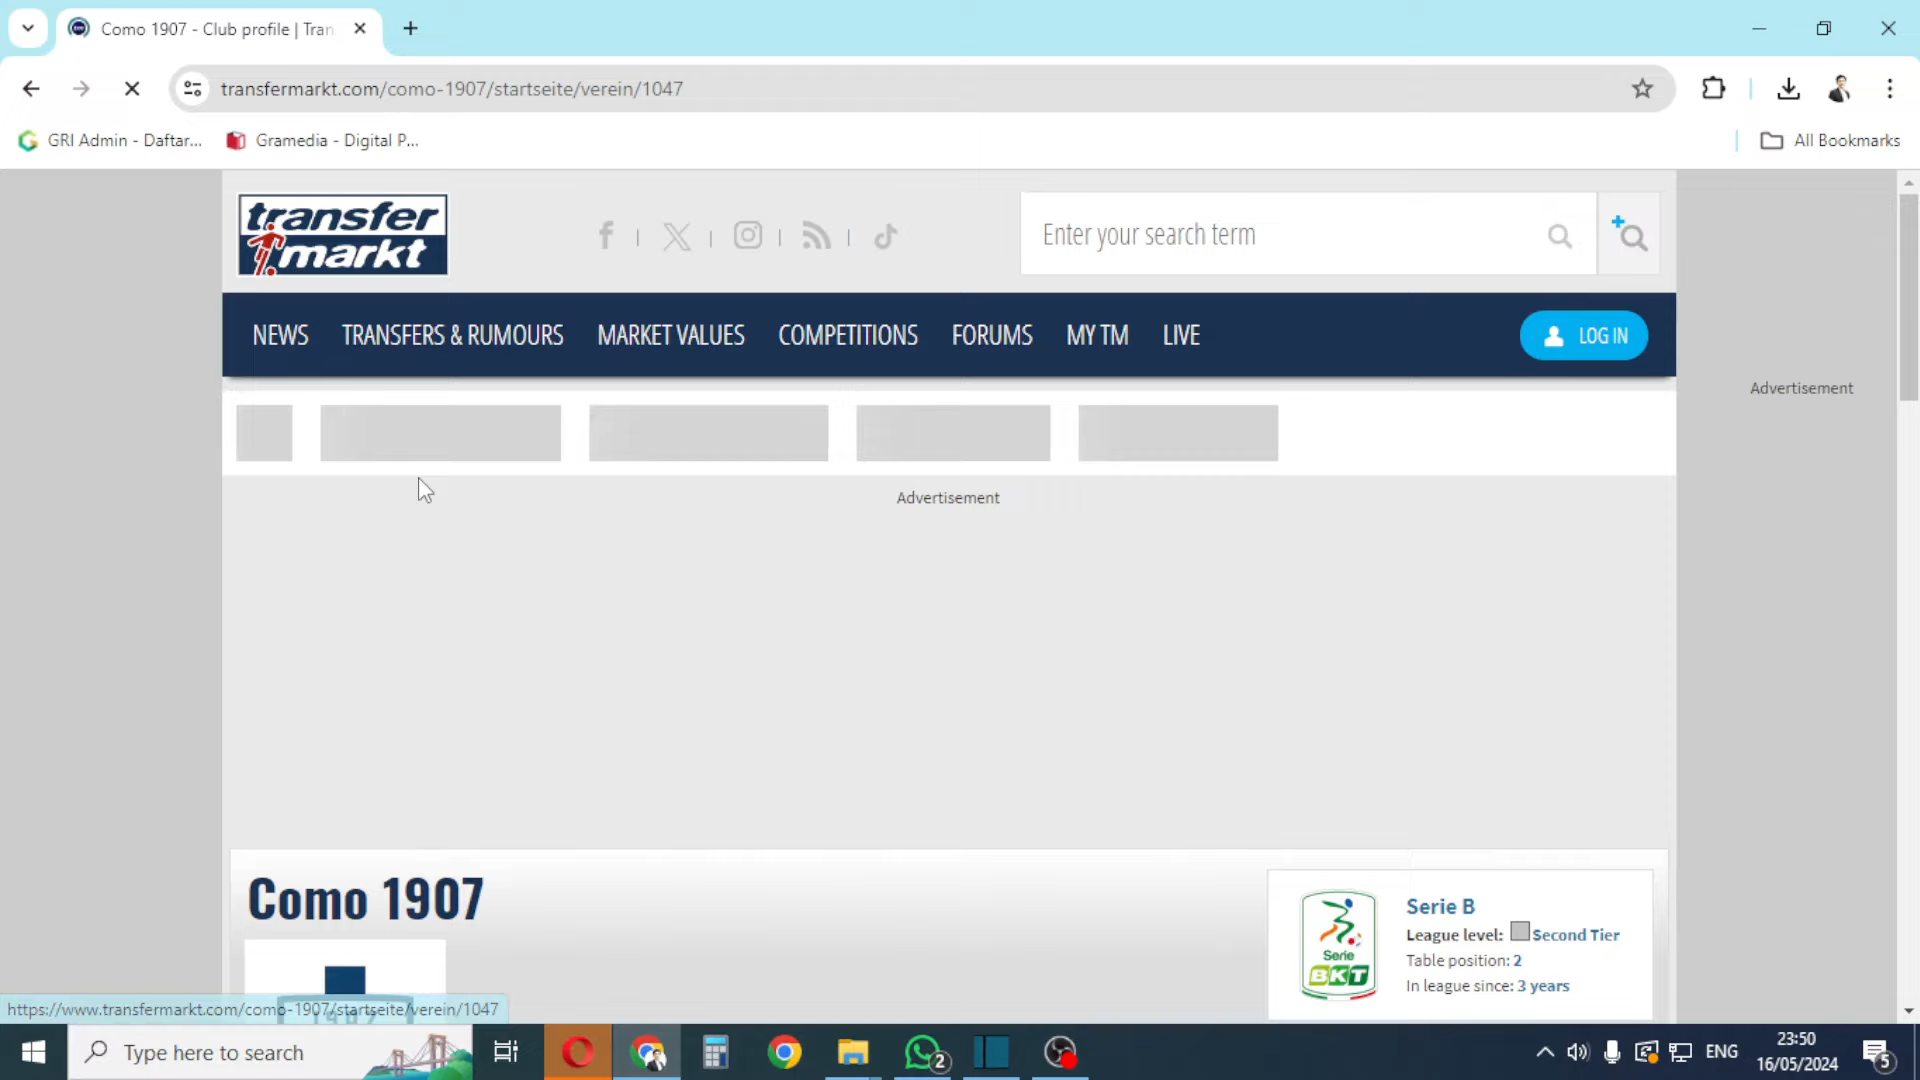 Como 1907 - Club profile | Tran
transfermarkt.com/como-1907/startseite/verein/1047
GRI Admin - Daftar...
Gramedia - Digital P...
All Bookmarks
transfer
markt
Enter your search term
NEWS
TRANSFERS & RUMOURS
MARKET VALUES
COMPETITIONS
FORUMS
MY TM
LIVE
LOG IN
Advertisement
Advertisement
Como 1907
Serie B
League level: Second Tier
Table position: 2
In league since: 3 years
Serie
BKT
1907
https://www.transfermarkt.com/como-1907/startseite/verein/1047
Type here to search
2
ENG
23:50
16/05/2024
5